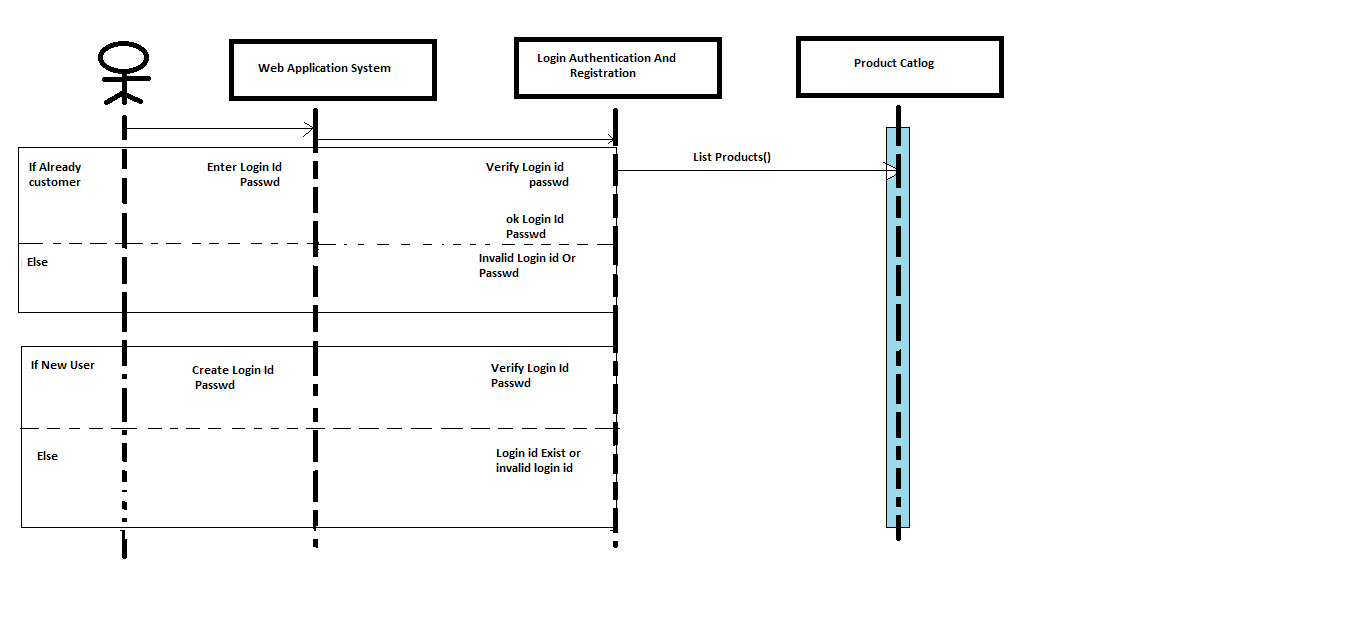 Web Application System
Login Authentication And
Registration
Product Catlog
If Already
customer
Enter Login Id
Passwd
Verify Login id
passwd
List Products()
ok Login Id
Passwd
Else
Invalid Login id Or
Passwd
If New User
Create Login Id
Passwd
Verify Login Id
Passwd
Else
Login id Exist or
invalid login id